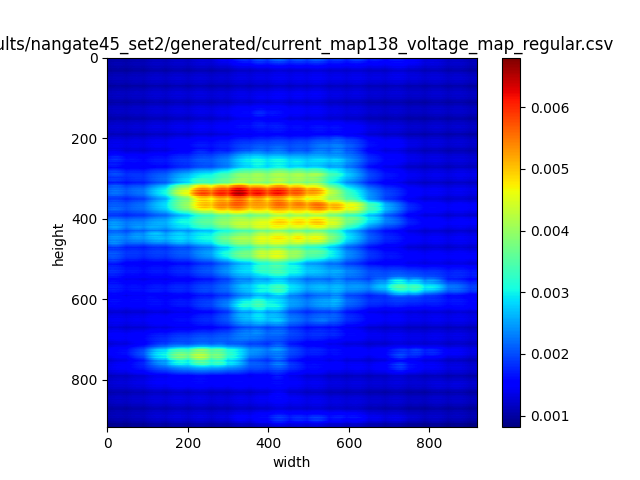 ults/nangate45_set2/generated/current_map138_voltage_map_regular.csv
0
200
400
600
800
height
0 200 400 600 800
width
0.006
0.005
0.004
0.003
0.002
0.001